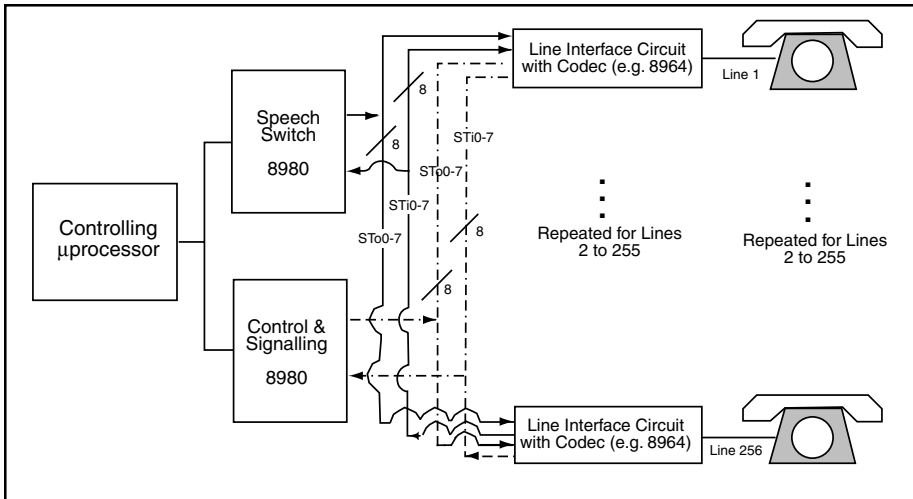 Controlling
μprocessor
Speech
Switch
8980
Control &
Signalling
8980
8
8
STo0-7
STi0-7
STo0-7
STi0-7
8
8
Line Interface Circuit
with Codec (e.g. 8964)
Line 1
Repeated for Lines
2 to 255
Repeated for Lines
2 to 255
Line Interface Circuit
with Codec (e.g. 8964)
Line 256